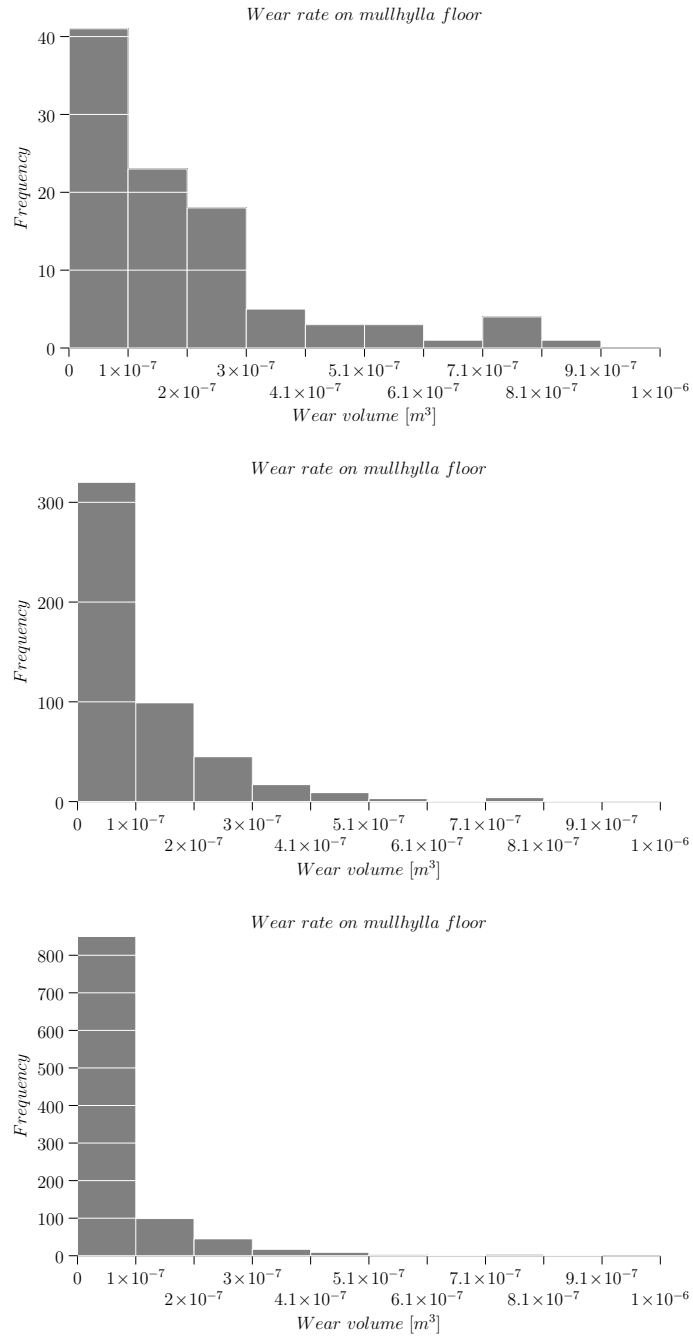 Wear rate on mullhylla floor
40
30
20
10
0
Frequency
0 1×10⁻⁷ 3×10⁻⁷ 5.1×10⁻⁷ 7.1×10⁻⁷ 9.1×10⁻⁷
2×10⁻⁷ 4.1×10⁻⁷ 6.1×10⁻⁷ 8.1×10⁻⁷ 1×10⁻⁶
Wear volume [m³]
Wear rate on mullhylla floor
300
200
100
0
Frequency
0 1×10⁻⁷ 3×10⁻⁷ 5.1×10⁻⁷ 7.1×10⁻⁷ 9.1×10⁻⁷
2×10⁻⁷ 4.1×10⁻⁷ 6.1×10⁻⁷ 8.1×10⁻⁷ 1×10⁻⁶
Wear volume [m³]
Wear rate on mullhylla floor
800
700
600
500
400
300
200
100
0
Frequency
0 1×10⁻⁷ 3×10⁻⁷ 5.1×10⁻⁷ 7.1×10⁻⁷ 9.1×10⁻⁷
2×10⁻⁷ 4.1×10⁻⁷ 6.1×10⁻⁷ 8.1×10⁻⁷ 1×10⁻⁶
Wear volume [m³]